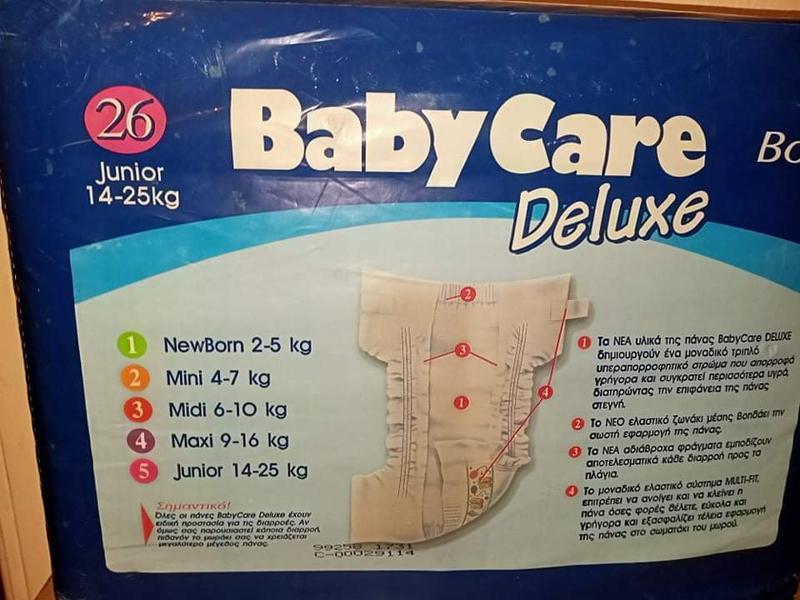 26
Junior
14-25kg
BabyCare
Deluxe
Bo
1 NewBorn 2-5 kg
2 Mini 4-7 kg
3 Midi 6-10 kg
4 Maxi 9-16 kg
5 Junior 14-25 kg
Σημαντικό!
Όλες οι πάνες BabyCare Deluxe έχουν
ειδική προστασία για τις διαρροές. Αν
όμως σας παρουσιαστεί κάποια διαρροή,
πιθανόν το μωράκι σας να χρειάζεται
μεγαλύτερο μέγεθος πάνας.
2
3
1
4
99258 1731
C-00029114
1 Τα ΝΕΑ υλικά της πάνας BabyCare DELUXE
δημιουργούν ένα μοναδικό τριπλό
υπεραπορροφητικό στρώμα που απορροφά
γρήγορα και συγκρατεί περισσότερα υγρά,
διατηρώντας την επιφάνεια της πάνας
στεγνή.
2 Το ΝΕΟ ελαστικό ζωνάκι μέσης βοηθάει την
σωστή εφαρμογή της πάνας.
3 Τα ΝΕΑ αδιάβροχα φράγματα εμποδίζουν
αποτελεσματικά κάθε διαρροή προς τα
πλάγια.
4 Το μοναδικό ελαστικό σύστημα MULTI-FIT,
επιτρέπει να ανοίγει και να κλείνει η
πάνα όσες φορές θέλετε, εύκολα και
γρήγορα και εξασφαλίζει τέλεια εφαρμογή
της πάνας στο σωματάκι του μωρού.